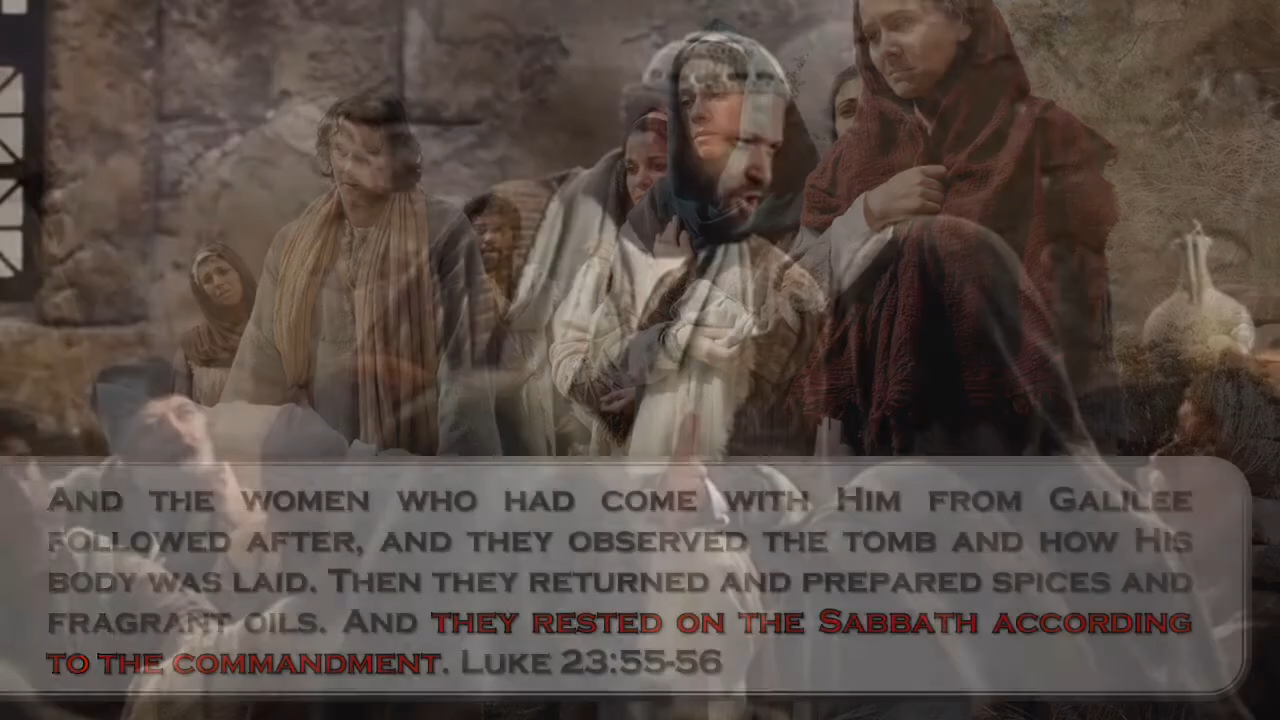 And the women who had come with Him from Galilee
followed after, and they observed the tomb and how His
body was laid. Then they returned and prepared spices and
fragrant oils. And they rested on the Sabbath according
to the commandment. Luke 23:55-56